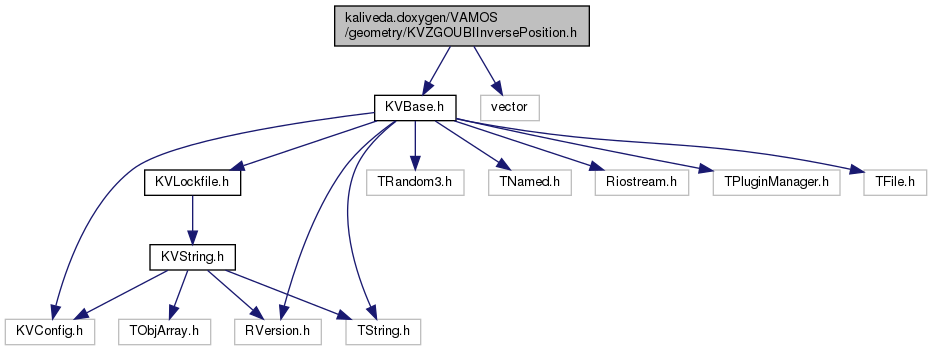 kaliveda.doxygen/VAMOS
/geometry/KVZGOUBIInversePosition.h
KVBase.h
vector
KVLockfile.h
TRandom3.h
TNamed.h
Riostream.h
TPluginManager.h
TFile.h
KVString.h
KVConfig.h
TObjArray.h
RVersion.h
TString.h